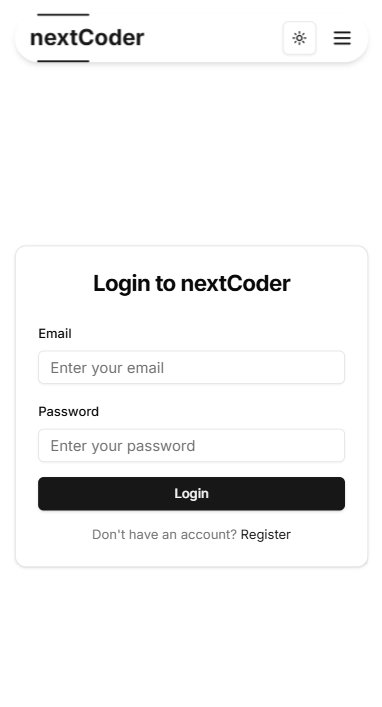 nextCoder
Login to nextCoder
Email
Enter your email
Password
Enter your password
Login
Don't have an account? Register